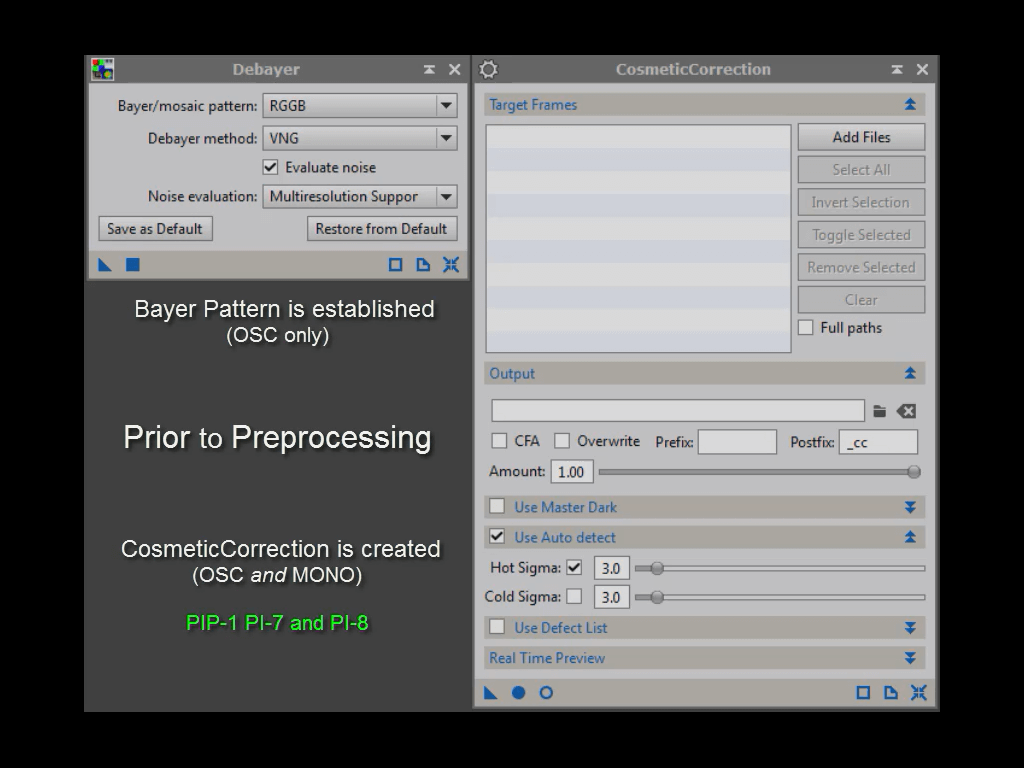 Debayer
Bayer/mosaic pattern: RGGB
Debayer method: VNG
Evaluate noise
Noise evaluation: Multiresolution Suppor
Save as Default Restore from Default
Bayer Pattern is established
(OSC only)
Prior to Preprocessing
CosmeticCorrection is created
(OSC and MONO)
PIP-1 PI-7 and PI-8
CosmeticCorrection
Target Frames
Add Files
Select All
Invert Selection
Toggle Selected
Remove Selected
Clear
Full paths
Output
CFA Overwrite Prefix: Postfix: _cc
Amount: 1.00
Use Master Dark
Use Auto detect
Hot Sigma: 3.0
Cold Sigma: 3.0
Use Defect List
Real Time Preview